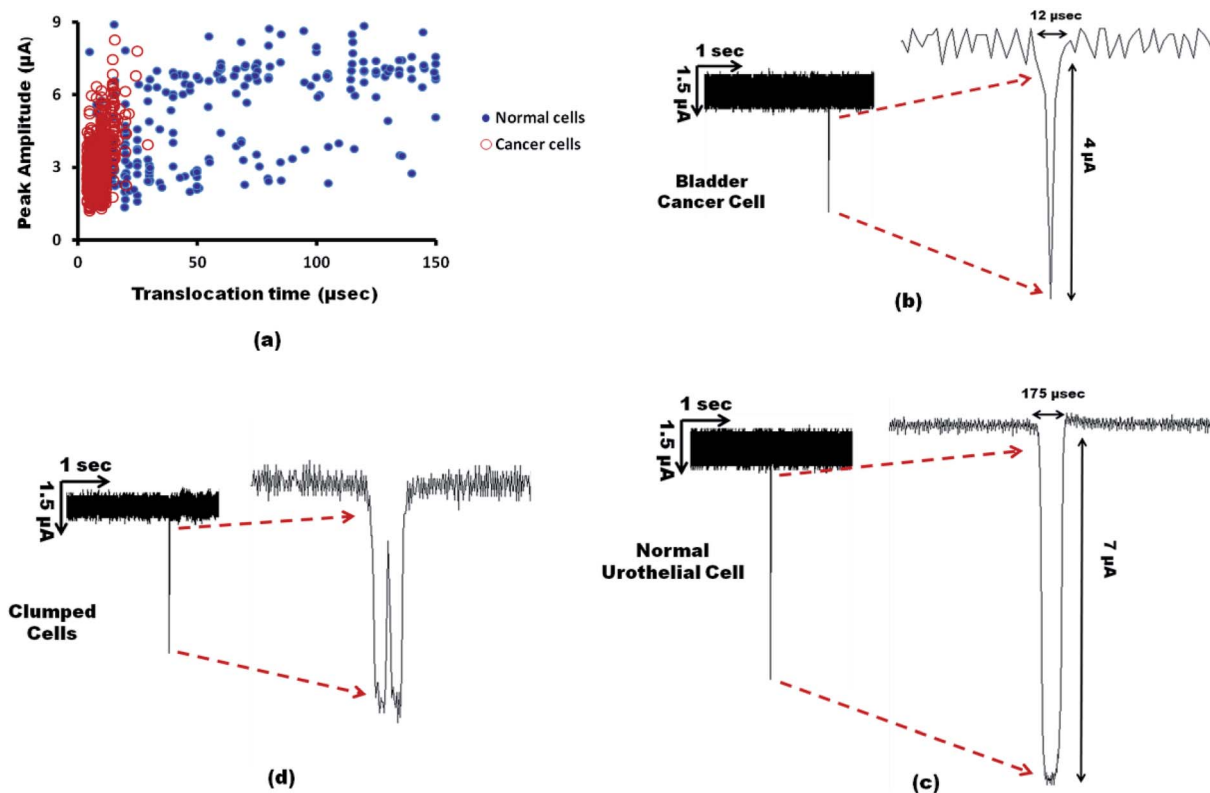 9
6
3
0
Peak Amplitude (µA)
0
50
100
150
Translocation time (µsec)
Normal cells
Cancer cells
(a)
1 sec
1.5 µA
12 µsec
4 µA
Bladder
Cancer Cell
(b)
1 sec
1.5 µA
Clumped
Cells
(d)
1 sec
1.5 µA
175 µsec
7 µA
Normal
Urothelial Cell
(c)